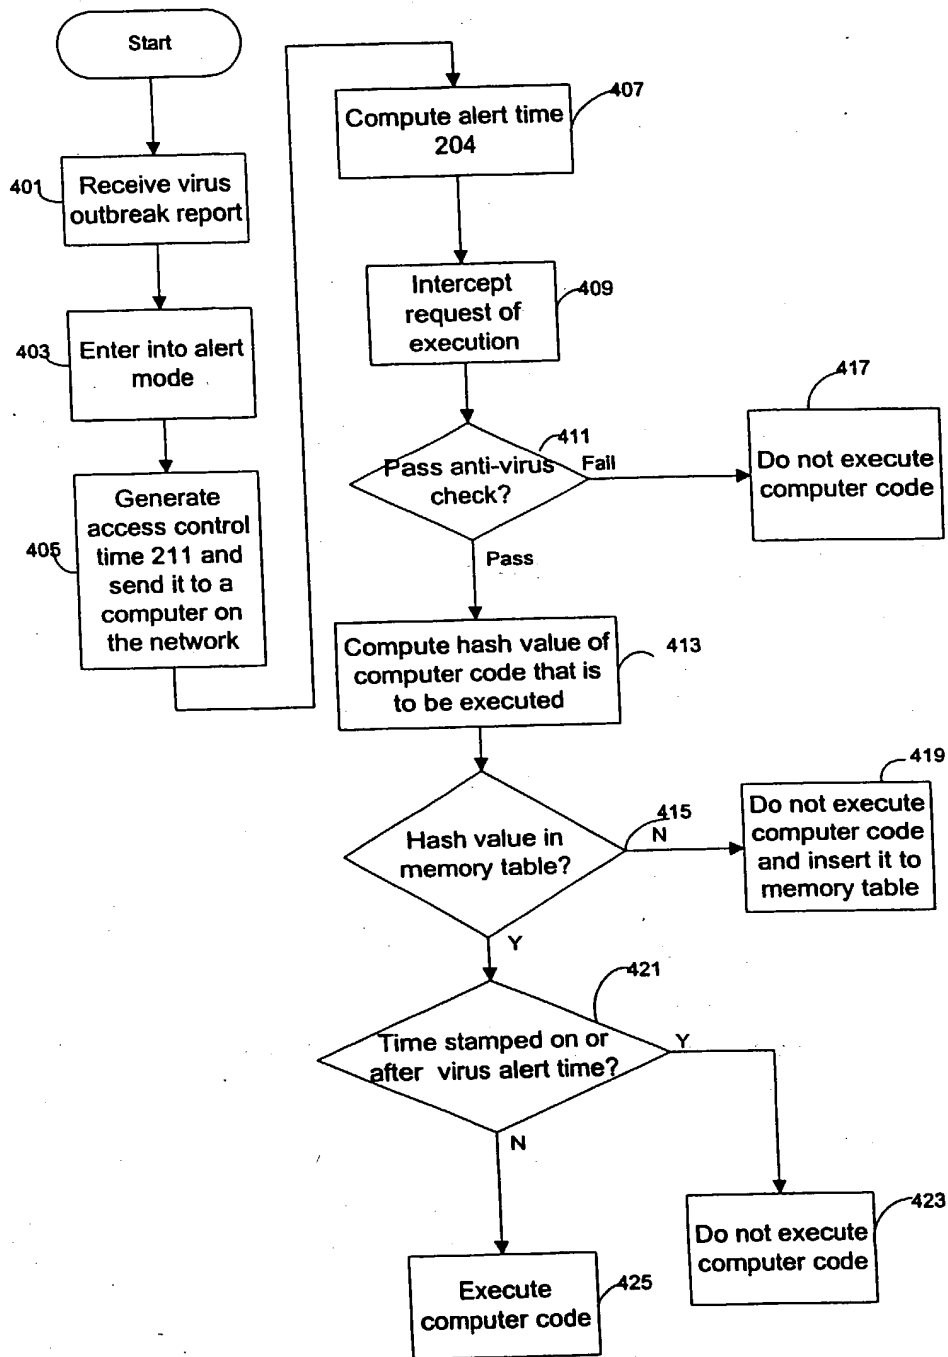 Start
401
Receive virus
outbreak report
403
Enter into alert
mode
405
Generate
access control
time 211 and
send it to a
computer on
the network
407
Compute alert time
204
409
Intercept
request of
execution
411
Pass anti-virus
check?
Fail
417
Do not execute
computer code
Pass
413
Compute hash value of
computer code that is
to be executed
415
Hash value in
memory table?
N
419
Do not execute
computer code
and insert it to
memory table
Y
421
Time stamped on or
after virus alert time?
Y
423
Do not execute
computer code
N
425
Execute
computer code